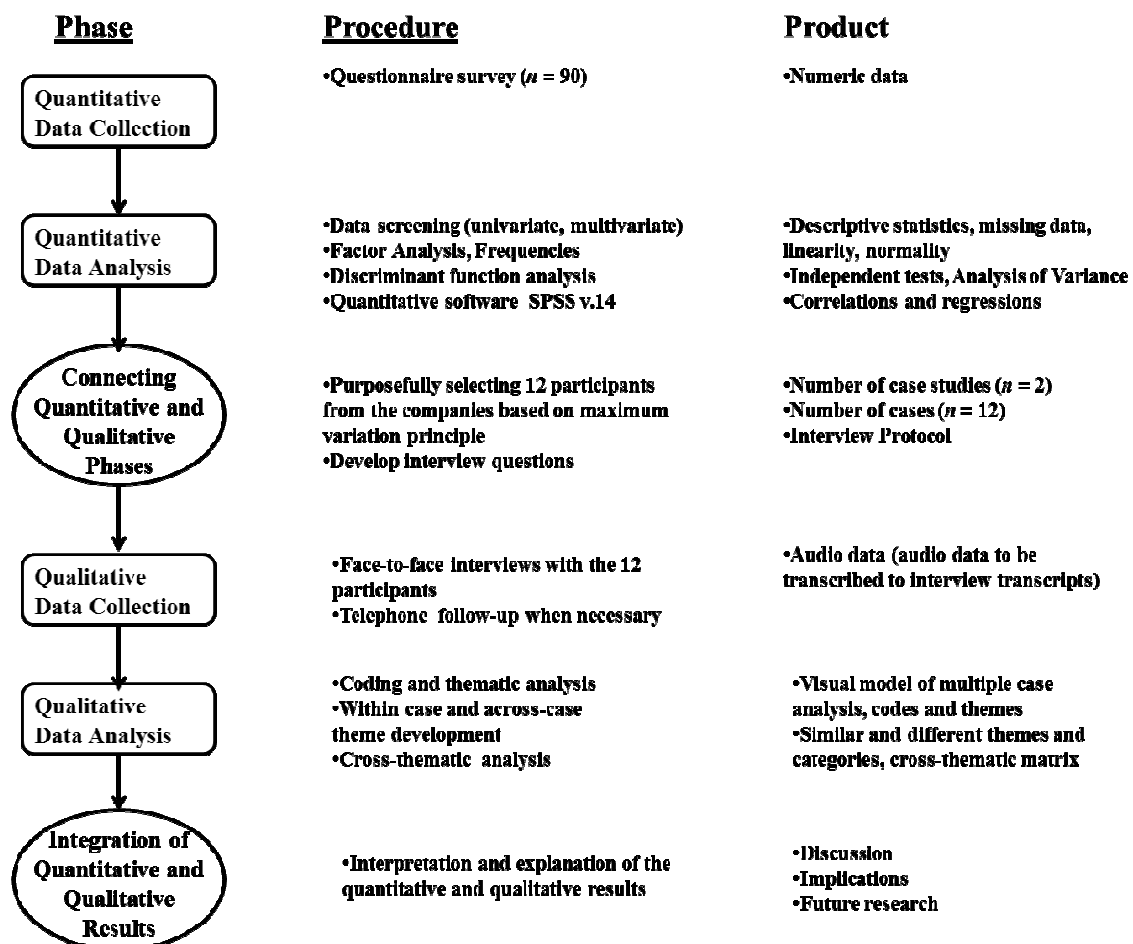 Phase
Procedure
Product
Quantitative
Data Collection
•Questionnaire survey (n = 90)
•Numeric data
Quantitative
Data Analysis
•Data screening (univariate, multivariate)
•Factor Analysis, Frequencies
•Discriminant function analysis
•Quantitative software SPSS v.14
•Descriptive statistics, missing data,
linearity, normality
•Independent tests, Analysis of Variance
•Correlations and regressions
Connecting
Quantitative and
Qualitative
Phases
•Purposefully selecting 12 participants
from the companies based on maximum
variation principle
•Develop interview questions
•Number of case studies (n = 2)
•Number of cases (n = 12)
•Interview Protocol
Qualitative
Data Collection
•Face-to-face interviews with the 12
participants
•Telephone follow-up when necessary
•Audio data (audio data to be
transcribed to interview transcripts)
Qualitative
Data Analysis
•Coding and thematic analysis
•Within case and across-case
theme development
•Cross-thematic analysis
•Visual model of multiple case
analysis, codes and themes
•Similar and different themes and
categories, cross-thematic matrix
Integration of
Quantitative and
Qualitative
Results
•Interpretation and explanation of the
quantitative and qualitative results
•Discussion
•Implications
•Future research